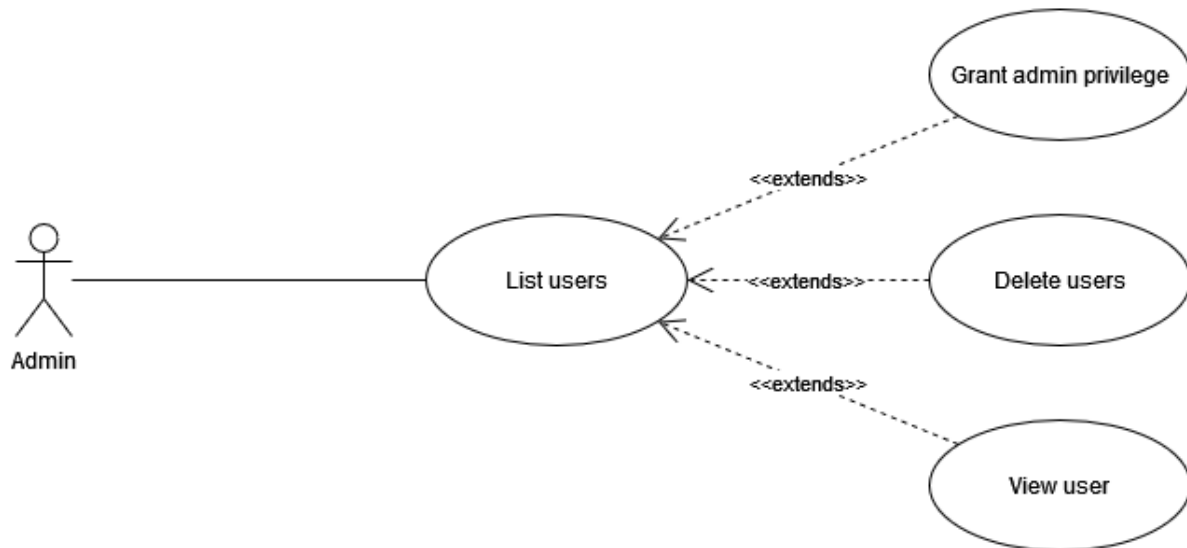 Grant admin privilege
<<extends>>
List users
<<extends>>
Delete users
Admin
<<extends>>
View user